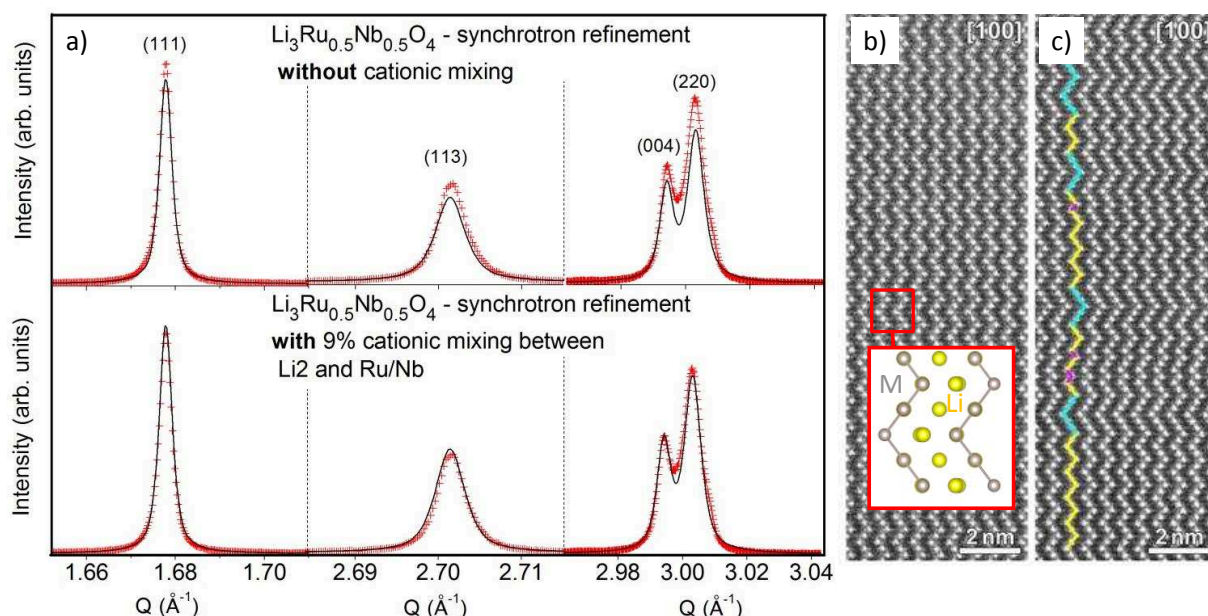 a)
Li3Ru0.5Nb0.5O4 - synchrotron refinement
without cationic mixing
(111)
(113)
(004)
(220)
Intensity (arb. units)
Li3Ru0.5Nb0.5O4 - synchrotron refinement
with 9% cationic mixing between
Li2 and Ru/Nb
Intensity (arb. units)
1.66 1.68 1.70 2.69 2.70 2.71 2.98 3.00 3.02 3.04
Q (Å-1) Q (Å-1) Q (Å-1)
b)
[100]
M
Li
2 nm
c)
[100]
2 nm